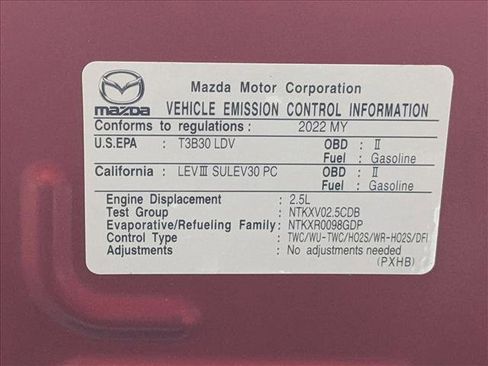 Mazda Motor Corporation
mazda VEHICLE EMISSION CONTROL INFORMATION
Conforms to regulations : 2022 MY
U.S.EPA : T3B30 LDV OBD : II
Fuel : Gasoline
California : LEVIII SULEV30 PC OBD : II
Fuel : Gasoline
Engine Displacement : 2.5L
Test Group : NTKXV02.5CDB
Evaporative/Refueling Family: NTKXR0098GDP
Control Type : TWC/WU-TWC/HO2S/WR-HO2S/DFI
Adjustments : No adjustments needed
(PXHB)